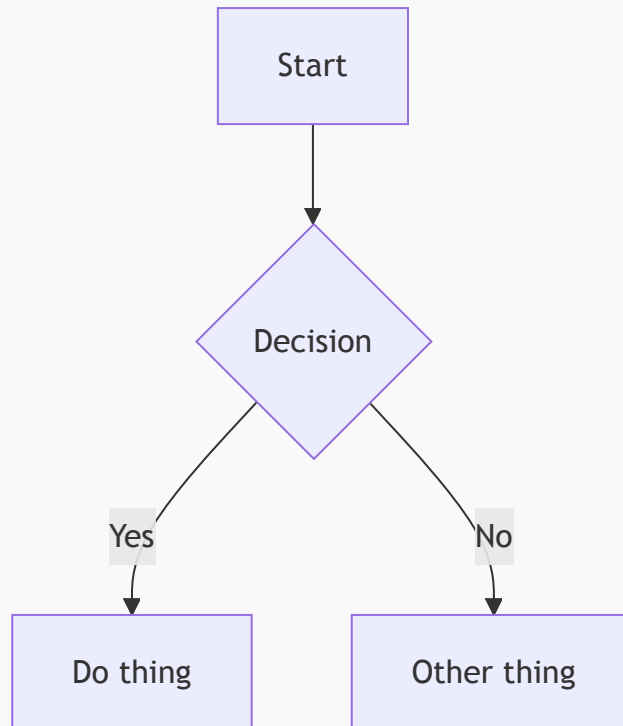 Start
Decision
Yes
No
Do thing
Other thing